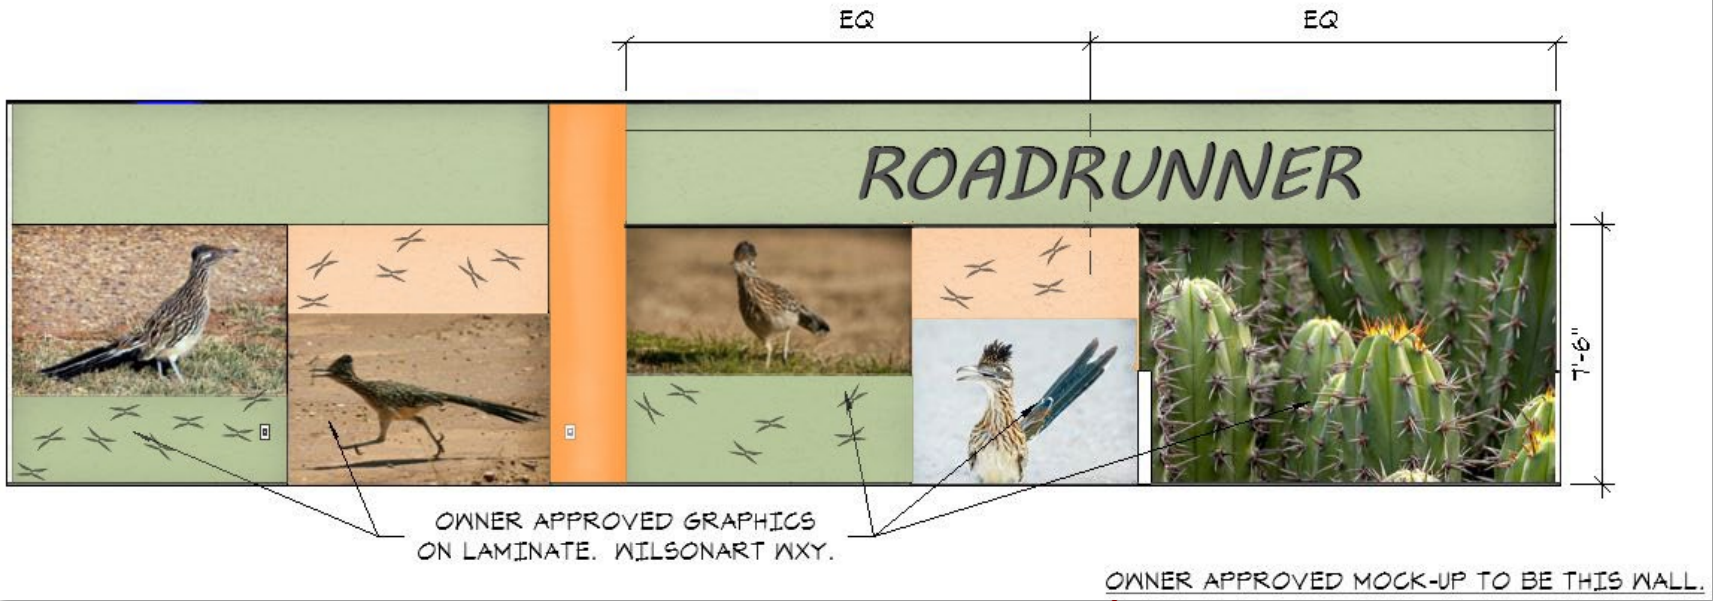 EQ
EQ
ROADRUNNER
7'-6"
OWNER APPROVED GRAPHICS
ON LAMINATE. WILSONART WXY.
OWNER APPROVED MOCK-UP TO BE THIS WALL.